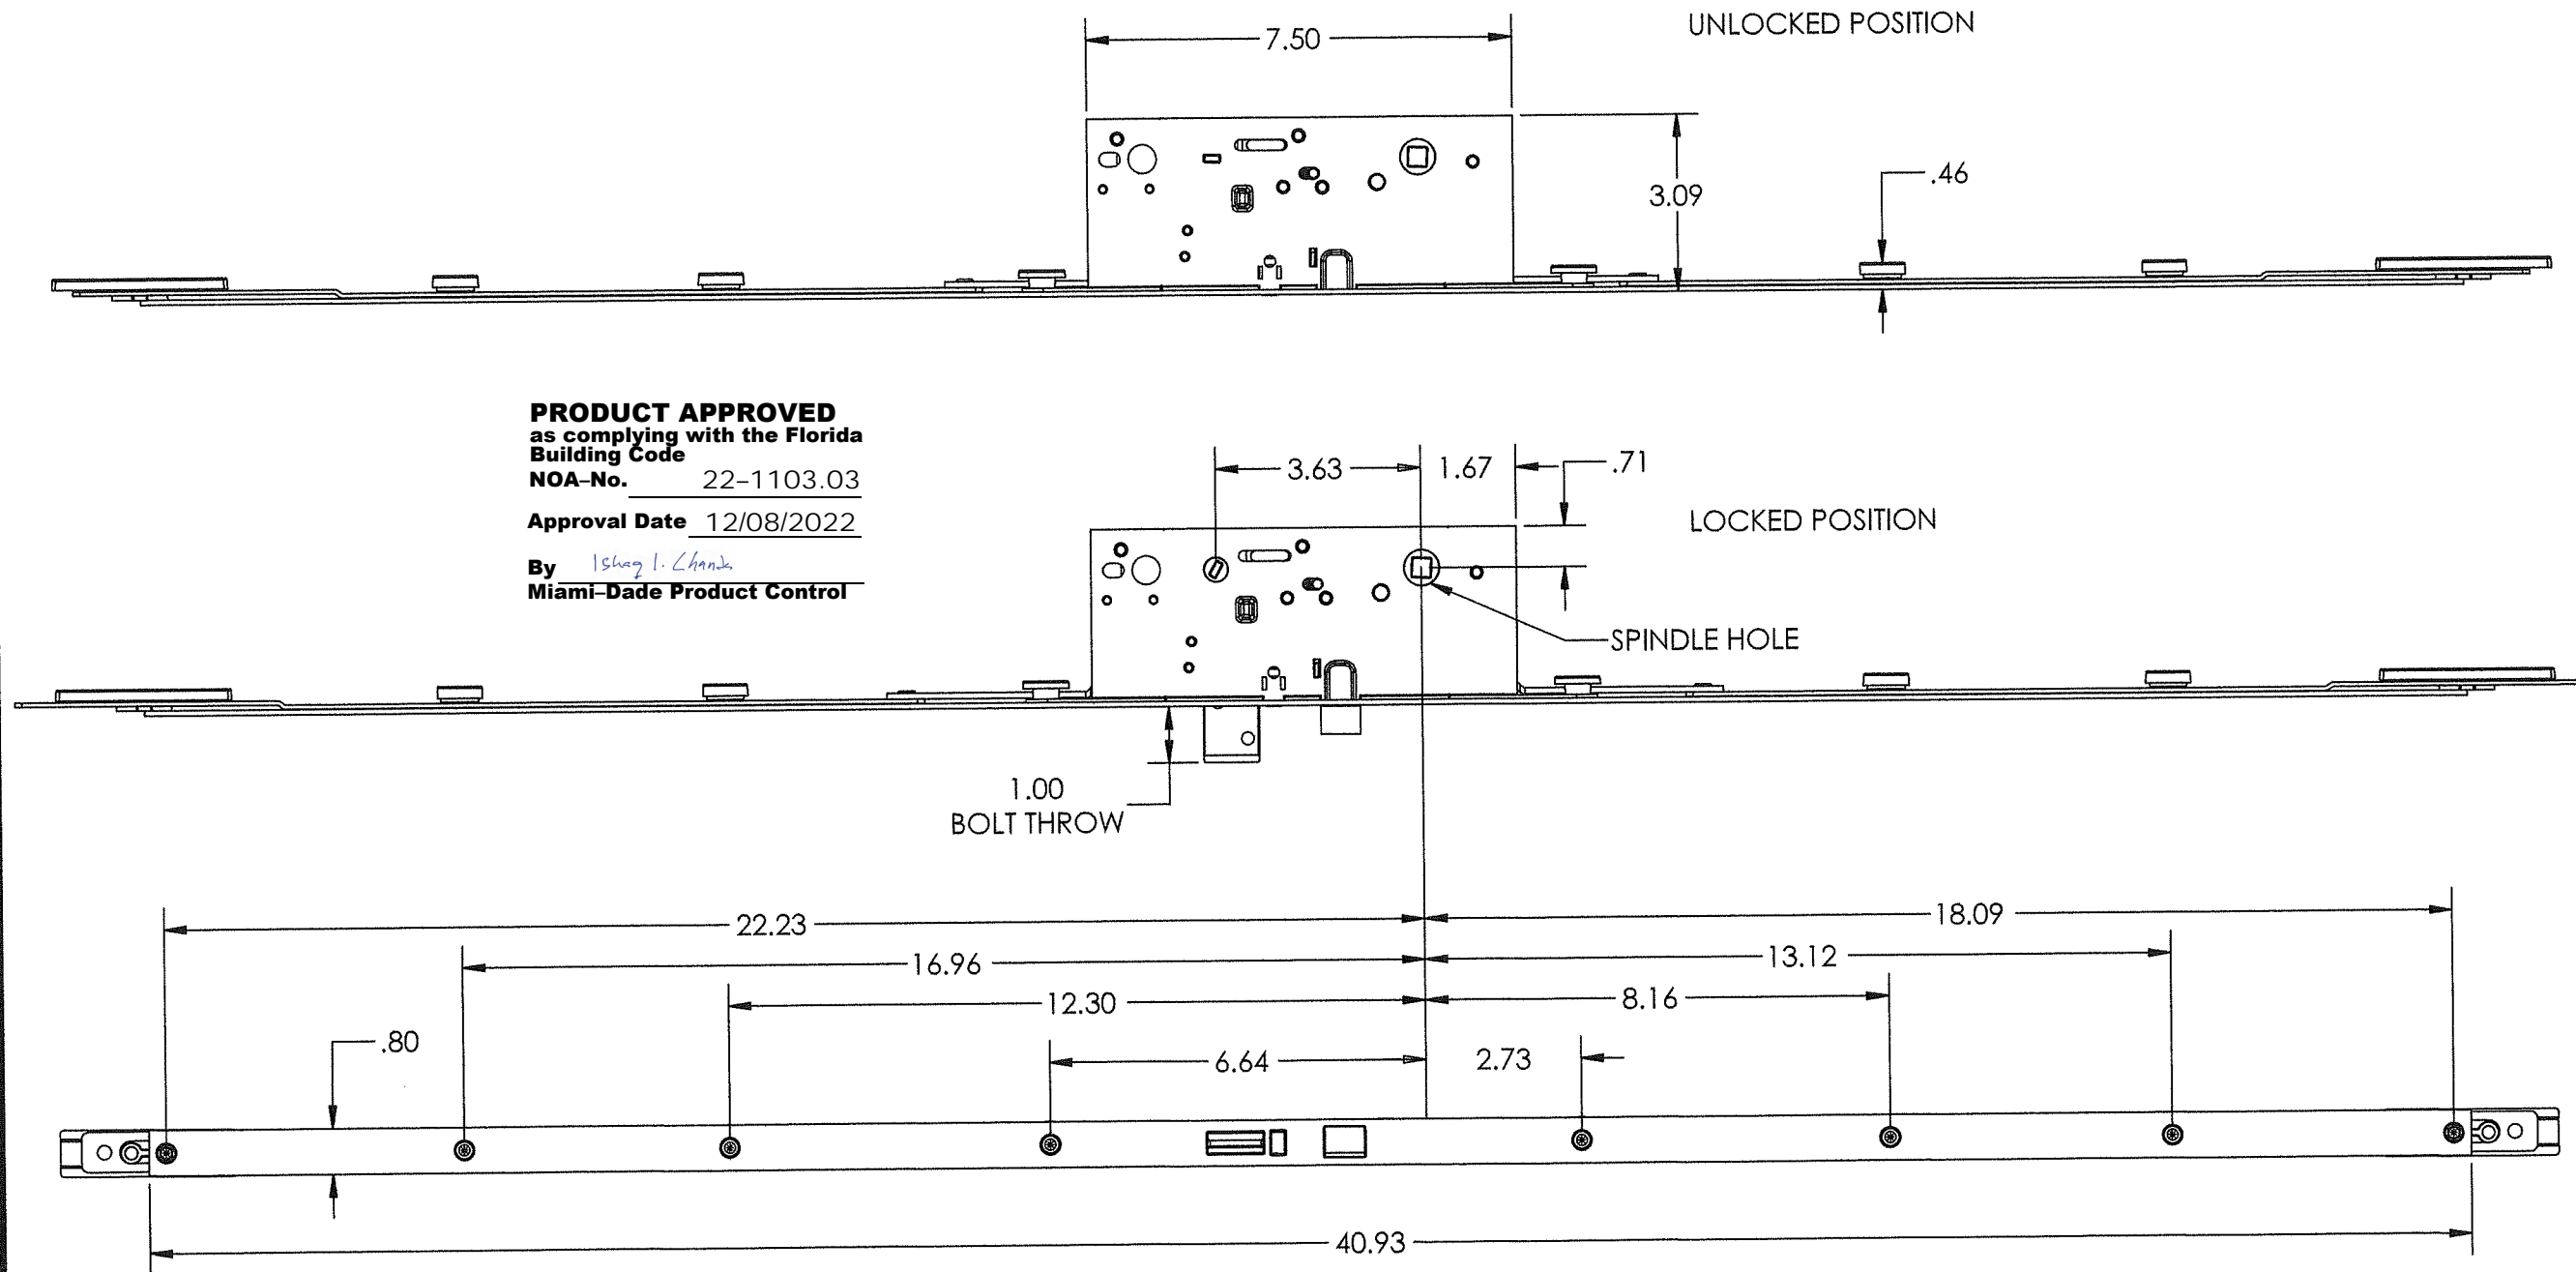 UNLOCKED POSITION
7.50
3.09
.46
PRODUCT APPROVED
as complying with the Florida
Building Code
NOA–No. 22–1103.03
Approval Date 12/08/2022
By Ishaq I. Chanda
Miami–Dade Product Control
3.63
1.67
.71
LOCKED POSITION
SPINDLE HOLE
1.00
BOLT THROW
22.23
18.09
16.96
13.12
12.30
8.16
.80
6.64
2.73
40.93